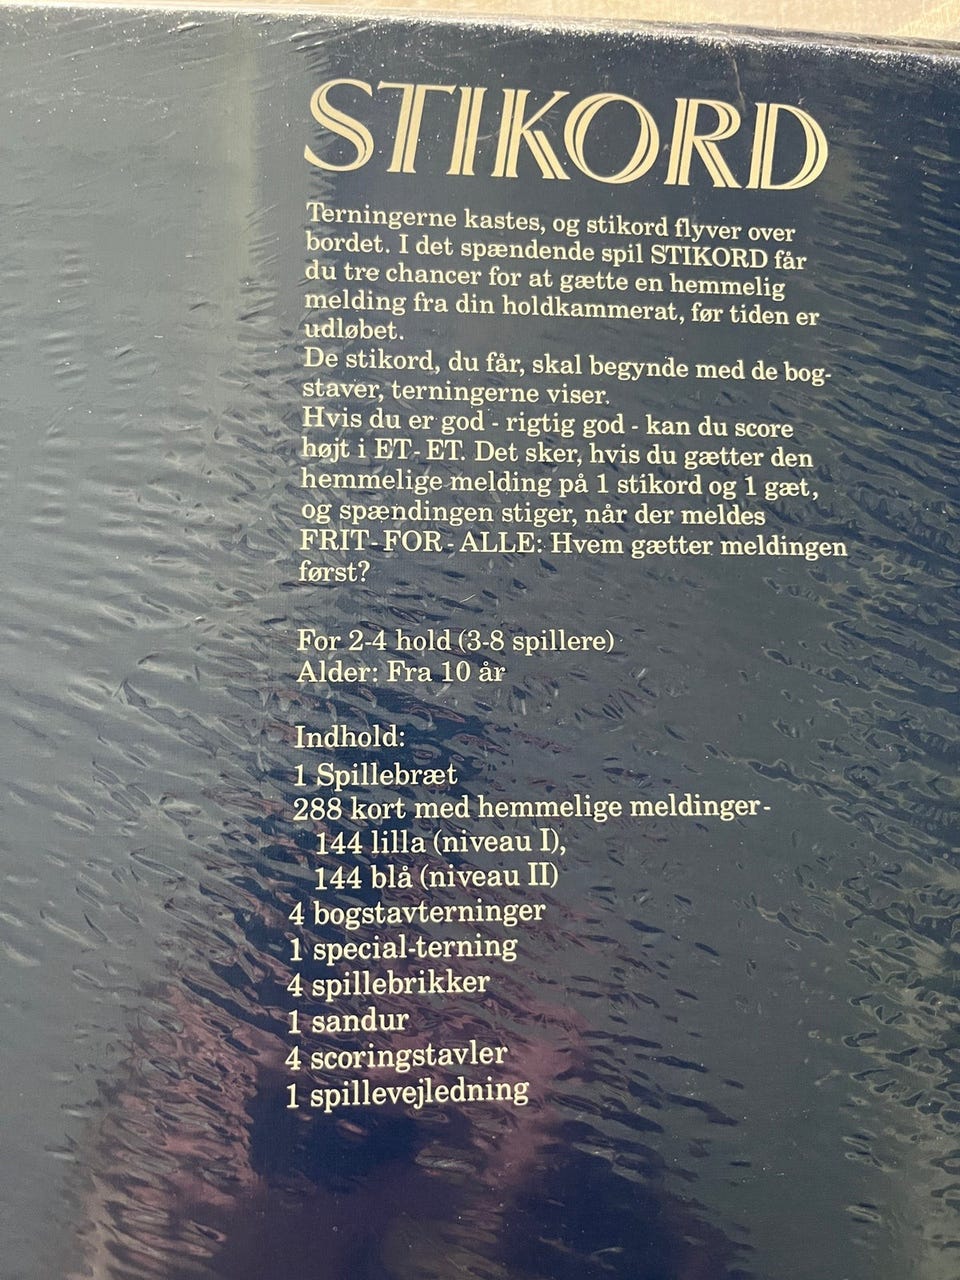 STIKORD
Terningerne kastes, og stikord flyver over
bordet. I det spændende spil STIKORD får
du tre chancer for at gætte en hemmelig
melding fra din holdkammerat, før tiden er
udløbet.
De stikord, du får, skal begynde med de bog-
staver, terningerne viser.
Hvis du er god - rigtig god - kan du score
højt i ET-ET. Det sker, hvis du gætter den
hemmelige melding på 1 stikord og 1 gæt,
og spændingen stiger, når der meldes
FRIT-FOR-ALLE: Hvem gætter meldingen
først?
For 2-4 hold (3-8 spillere)
Alder: Fra 10 år
Indhold:
1 Spillebræt
288 kort med hemmelige meldinger-
144 lilla (niveau I),
144 blå (niveau II)
4 bogstavterninger
1 special-terning
4 spillebrikker
1 sandur
4 scoringstavler
1 spillevejledning